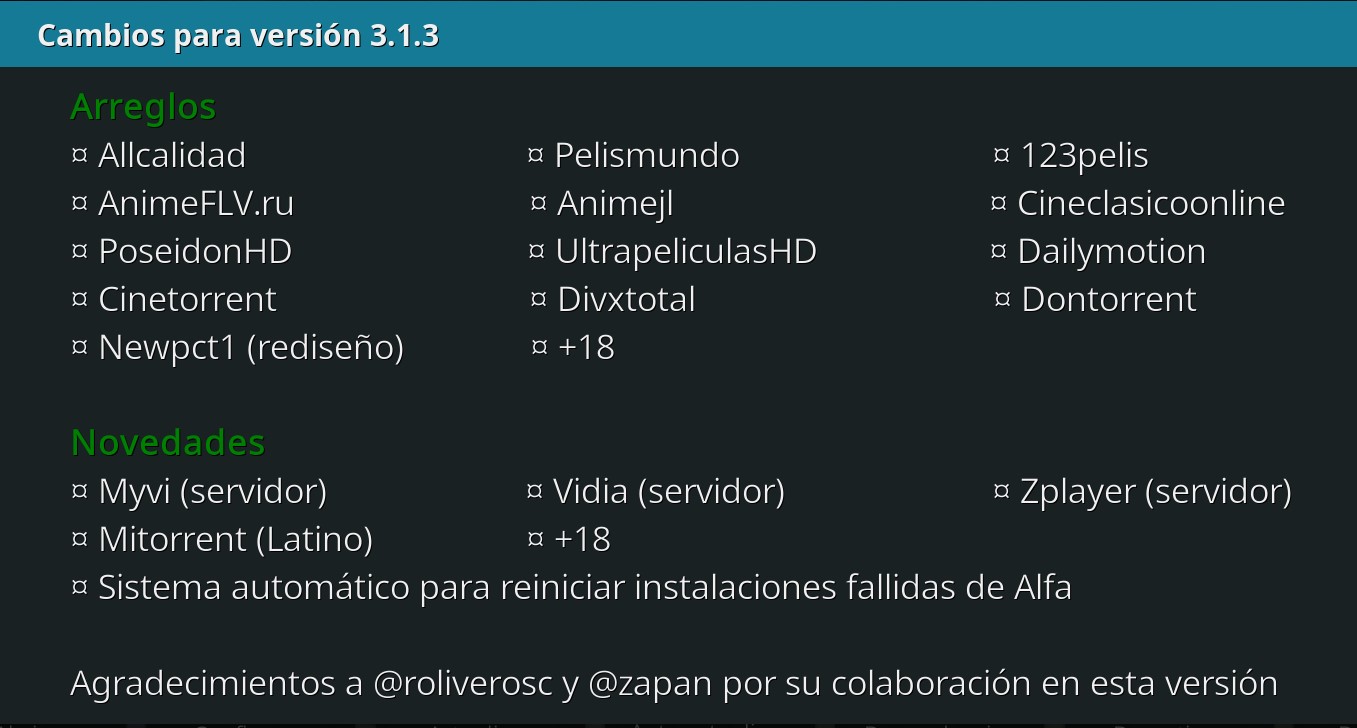 Cambios para versión 3.1.3
Arreglos
¤ Allcalidad ¤ Pelismundo ¤ 123pelis
¤ AnimeFLV.ru ¤ Animejl ¤ Cineclasicoonline
¤ PoseidonHD ¤ UltrapeliculasHD ¤ Dailymotion
¤ Cinetorrent ¤ Divxtotal ¤ Dontorrent
¤ Newpct1 (rediseño) ¤ +18
Novedades
¤ Myvi (servidor) ¤ Vidia (servidor) ¤ Zplayer (servidor)
¤ Mitorrent (Latino) ¤ +18
¤ Sistema automático para reiniciar instalaciones fallidas de Alfa
Agradecimientos a @roliverosc y @zapan por su colaboración en esta versión